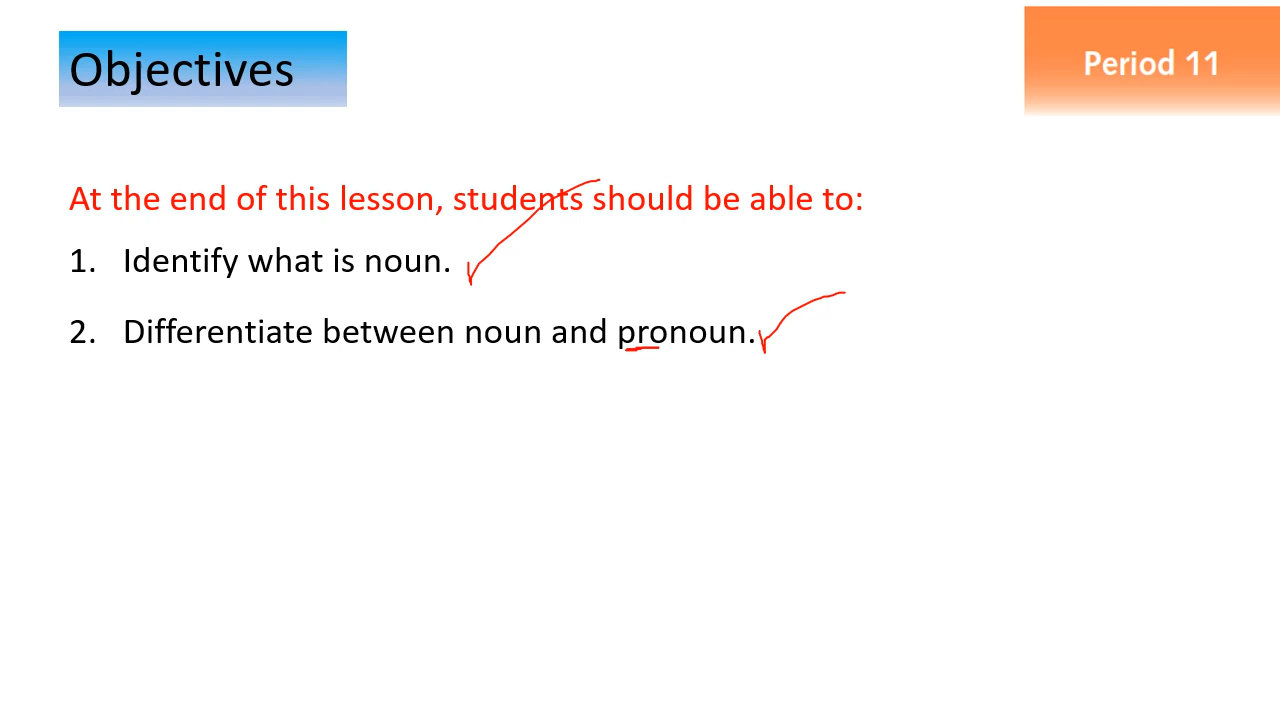 Objectives
Period 11
At the end of this lesson, students should be able to:
1. Identify what is noun.
2. Differentiate between noun and pronoun.